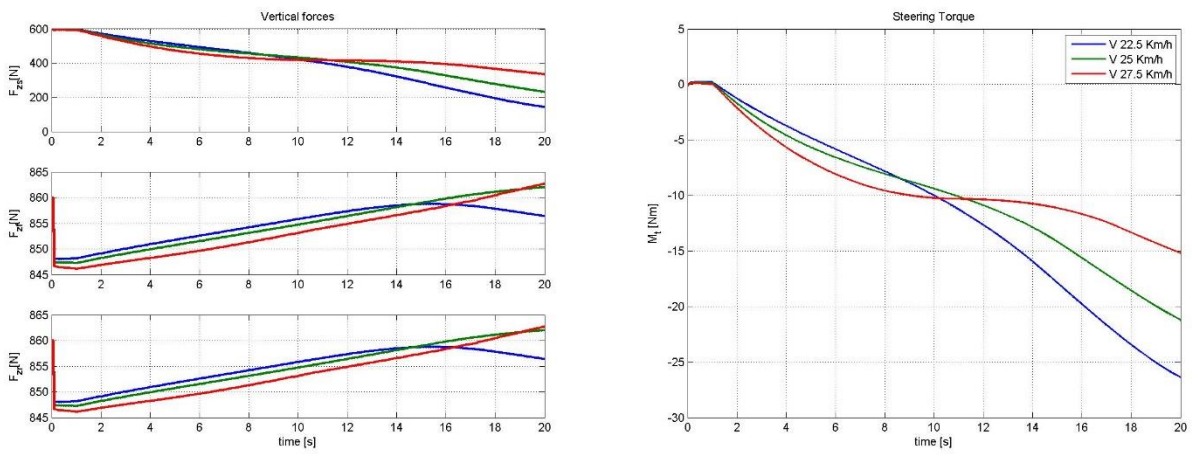 Vertical forces
600
400
200
0
F_zs[N]
0 2 4 6 8 10 12 14 16 18 20
865
860
855
850
845
F_zf[N]
0 2 4 6 8 10 12 14 16 18 20
865
860
855
850
845
F_zr[N]
0 2 4 6 8 10 12 14 16 18 20
time [s]
Steering Torque
V 22.5 Km/h
V 25 Km/h
V 27.5 Km/h
5
0
-5
-10
-15
-20
-25
-30
M_t [Nm]
0 2 4 6 8 10 12 14 16 18 20
time [s]